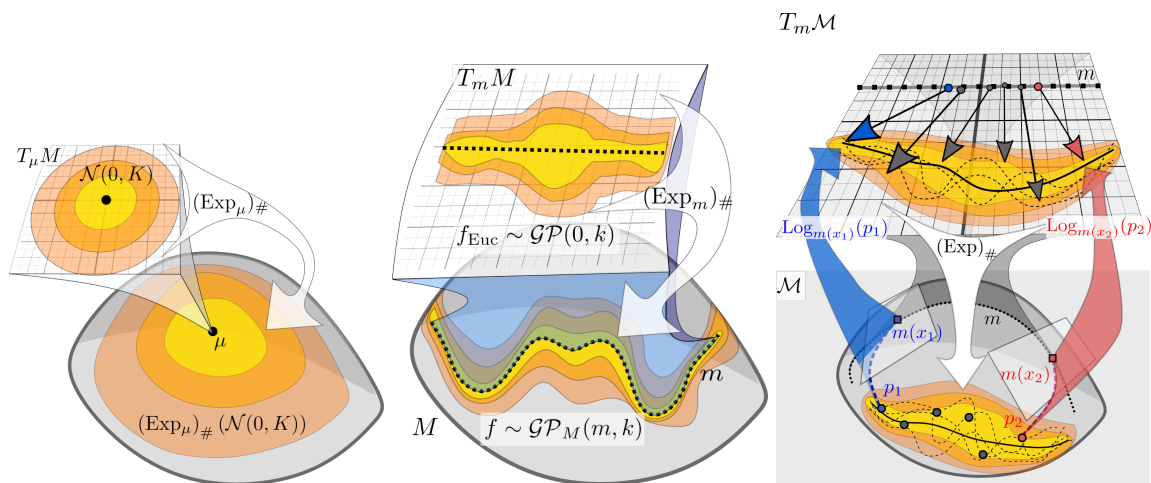 T_μM
𝒩(0, K)
(Exp_μ)_#
μ
(Exp_μ)_# (𝒩(0, K))
T_mM
(Exp_m)_#
f_Euc ∼ 𝒢𝒫(0, k)
m
M
f ∼ 𝒢𝒫_M(m, k)
T_mℳ
m
Log_{m(x_1)}(p_1)
(Exp)_#
Log_{m(x_2)}(p_2)
ℳ
m
m(x_1)
m(x_2)
p_1
p_2